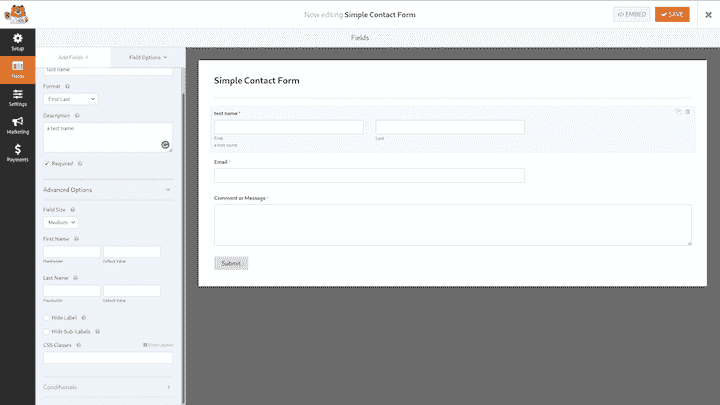 Now editing Simple Contact Form
</> EMBED
✓ SAVE
Setup
Fields
Settings
Marketing
Payments
Fields
Add Fields
Field Options
test name
Format
First Last
Description
a test name
Required
Advanced Options
Field Size
Medium
First Name
Placeholder
Default Value
Last Name
Placeholder
Default Value
Hide Label
Hide Sub-Labels
CSS Classes
Show Layouts
Conditionals
Simple Contact Form
test name *
First
Last
a test name
Email *
Comment or Message *
Submit